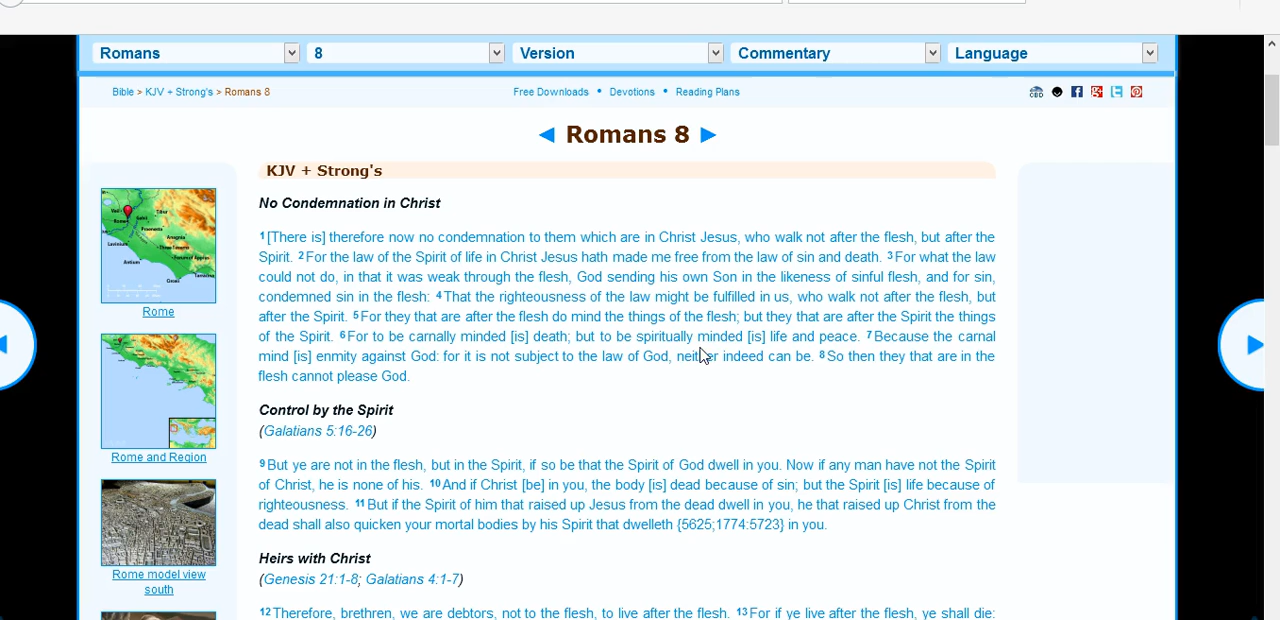 Romans 8 Version Commentary Language
Bible > KJV + Strong's > Romans 8 Free Downloads • Devotions • Reading Plans
◄ Romans 8 ►
KJV + Strong's
No Condemnation in Christ
1[There is] therefore now no condemnation to them which are in Christ Jesus, who walk not after the flesh, but after the
Spirit. 2For the law of the Spirit of life in Christ Jesus hath made me free from the law of sin and death. 3For what the law
could not do, in that it was weak through the flesh, God sending his own Son in the likeness of sinful flesh, and for sin,
condemned sin in the flesh: 4That the righteousness of the law might be fulfilled in us, who walk not after the flesh, but
after the Spirit. 5For they that are after the flesh do mind the things of the flesh; but they that are after the Spirit the things
of the Spirit. 6For to be carnally minded [is] death; but to be spiritually minded [is] life and peace. 7Because the carnal
mind [is] enmity against God: for it is not subject to the law of God, neither indeed can be. 8So then they that are in the
flesh cannot please God.
Control by the Spirit
(Galatians 5:16-26)
9But ye are not in the flesh, but in the Spirit, if so be that the Spirit of God dwell in you. Now if any man have not the Spirit
of Christ, he is none of his. 10And if Christ [be] in you, the body [is] dead because of sin; but the Spirit [is] life because of
righteousness. 11But if the Spirit of him that raised up Jesus from the dead dwell in you, he that raised up Christ from the
dead shall also quicken your mortal bodies by his Spirit that dwelleth {5625;1774:5723} in you.
Heirs with Christ
(Genesis 21:1-8; Galatians 4:1-7)
12Therefore, brethren, we are debtors, not to the flesh, to live after the flesh. 13For if ye live after the flesh, ye shall die:
Rome
Rome and Region
Rome model view
south